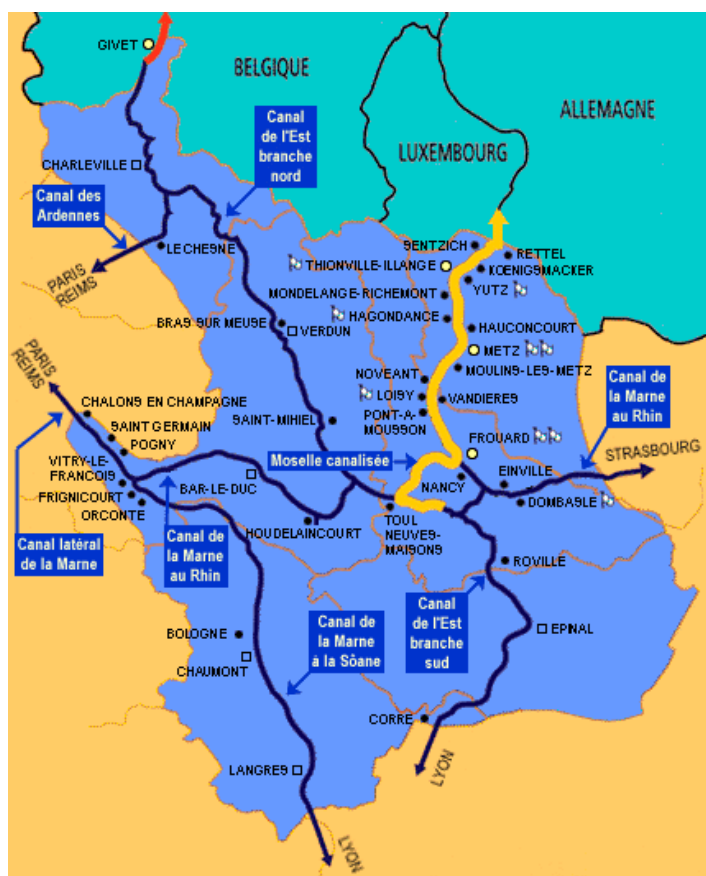 GIVET
BELGIQUE
ALLEMAGNE
Canal
de l'Est
branche
nord
LUXEMBOURG
CHARLEVILLE
Canal des
Ardennes
LE CHESNE
PARIS
REIMS
SENTZICH
RETTEL
THIONVILLE-ILLANGE
KŒNIGSMACKER
YUTZ
MONDELANGE-RICHEMONT
HAGONDANCE
BRAS SUR MEUSE
VERDUN
HAUCONCOURT
METZ
MOULINS-LES-METZ
NOVEANT
LOISY
VANDIERES
PONT-A-
MOUSSON
Canal de
la Marne
au Rhin
PARIS
REIMS
CHALONS EN CHAMPAGNE
SAINT GERMAIN
POGNY
SAINT-MIHIEL
FROUARD
STRASBOURG
Moselle canalisée
VITRY-LE-
FRANCOIS
FRIGNICOURT
ORCONTE
BAR-LE-DUC
NANCY
EINVILLE
DOMBASLE
HOUDELAINCOURT
TOUL
NEUVES-
MAISONS
Canal latéral
de la Marne
Canal de
la Marne
au Rhin
ROVILLE
Canal
de l'Est
branche
sud
EPINAL
BOLOGNE
CHAUMONT
Canal de
la Marne
à la Sôane
CORRE
LYON
LANGRES
LYON